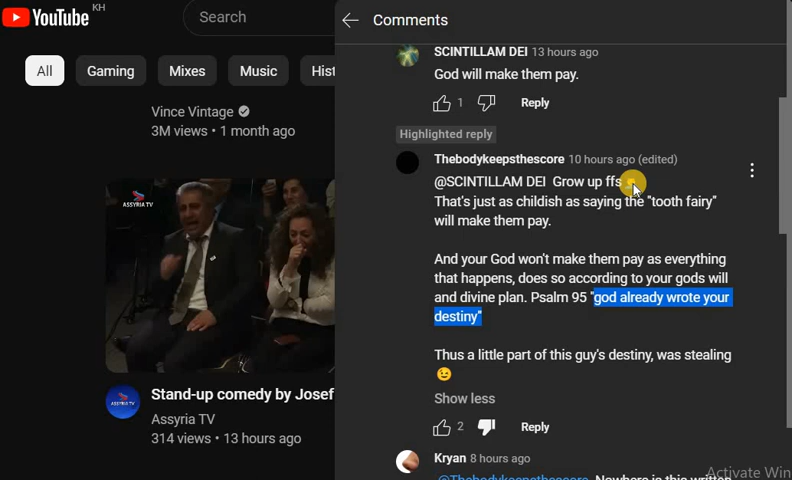 YouTube KH
Search
Comments
All
Gaming
Mixes
Music
Hist
Vince Vintage
3M views • 1 month ago
ASSYRIA TV
Stand-up comedy by Josef
Assyria TV
314 views • 13 hours ago
SCINTILLAM DEI 13 hours ago
God will make them pay.
1 Reply
Highlighted reply
Thebodykeepsthescore 10 hours ago (edited)
@SCINTILLAM DEI Grow up ffs
That's just as childish as saying the "tooth fairy"
will make them pay.
And your God won't make them pay as everything
that happens, does so according to your gods will
and divine plan. Psalm 95 "god already wrote your
destiny"
Thus a little part of this guy's destiny, was stealing
😉
Show less
2 Reply
Kryan 8 hours ago
@Thebodykeepsthescore Nowhere is this written
Activate Win